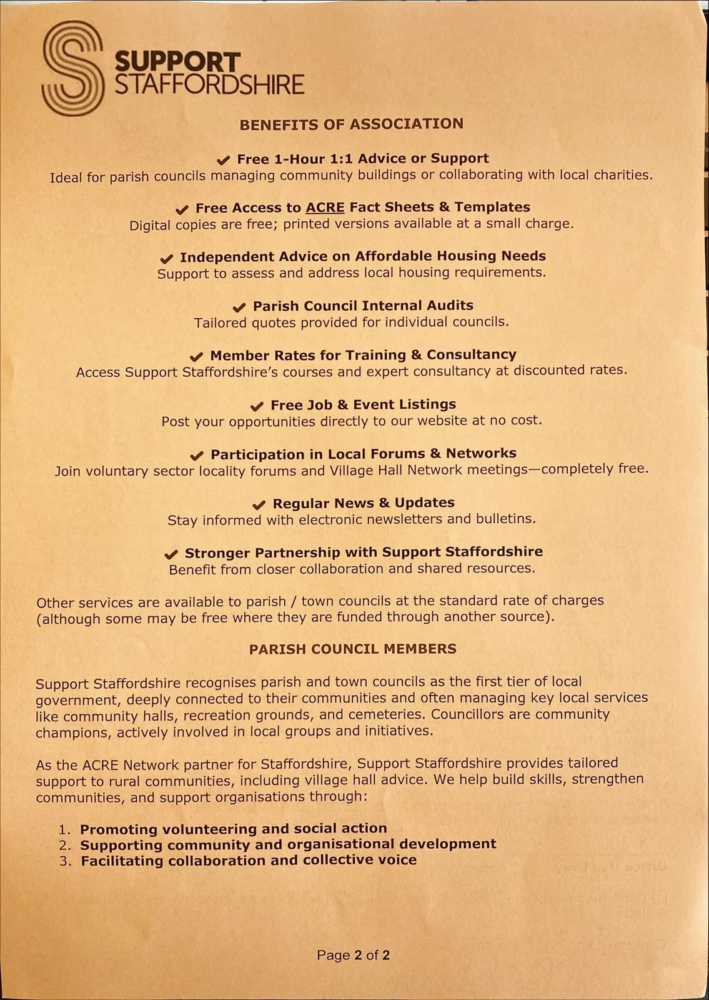 SUPPORT
STAFFORDSHIRE
BENEFITS OF ASSOCIATION
✔ Free 1-Hour 1:1 Advice or Support
Ideal for parish councils managing community buildings or collaborating with local charities.
✔ Free Access to ACRE Fact Sheets & Templates
Digital copies are free; printed versions available at a small charge.
✔ Independent Advice on Affordable Housing Needs
Support to assess and address local housing requirements.
✔ Parish Council Internal Audits
Tailored quotes provided for individual councils.
✔ Member Rates for Training & Consultancy
Access Support Staffordshire’s courses and expert consultancy at discounted rates.
✔ Free Job & Event Listings
Post your opportunities directly to our website at no cost.
✔ Participation in Local Forums & Networks
Join voluntary sector locality forums and Village Hall Network meetings—completely free.
✔ Regular News & Updates
Stay informed with electronic newsletters and bulletins.
✔ Stronger Partnership with Support Staffordshire
Benefit from closer collaboration and shared resources.
Other services are available to parish / town councils at the standard rate of charges
(although some may be free where they are funded through another source).
PARISH COUNCIL MEMBERS
Support Staffordshire recognises parish and town councils as the first tier of local
government, deeply connected to their communities and often managing key local services
like community halls, recreation grounds, and cemeteries. Councillors are community
champions, actively involved in local groups and initiatives.
As the ACRE Network partner for Staffordshire, Support Staffordshire provides tailored
support to rural communities, including village hall advice. We help build skills, strengthen
communities, and support organisations through:
1. Promoting volunteering and social action
2. Supporting community and organisational development
3. Facilitating collaboration and collective voice
Page 2 of 2